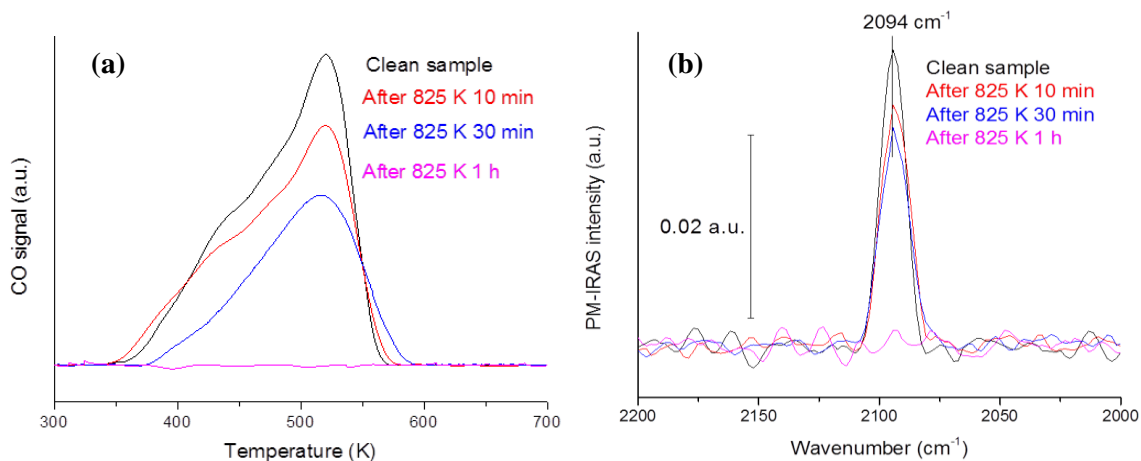 (a)
Clean sample
After 825 K 10 min
After 825 K 30 min
After 825 K 1 h
CO signal (a.u.)
300 400 500 600 700
Temperature (K)
2094 cm⁻¹
(b)
Clean sample
After 825 K 10 min
After 825 K 30 min
After 825 K 1 h
0.02 a.u.
PM-IRAS intensity (a.u.)
2200 2150 2100 2050 2000
Wavenumber (cm⁻¹)